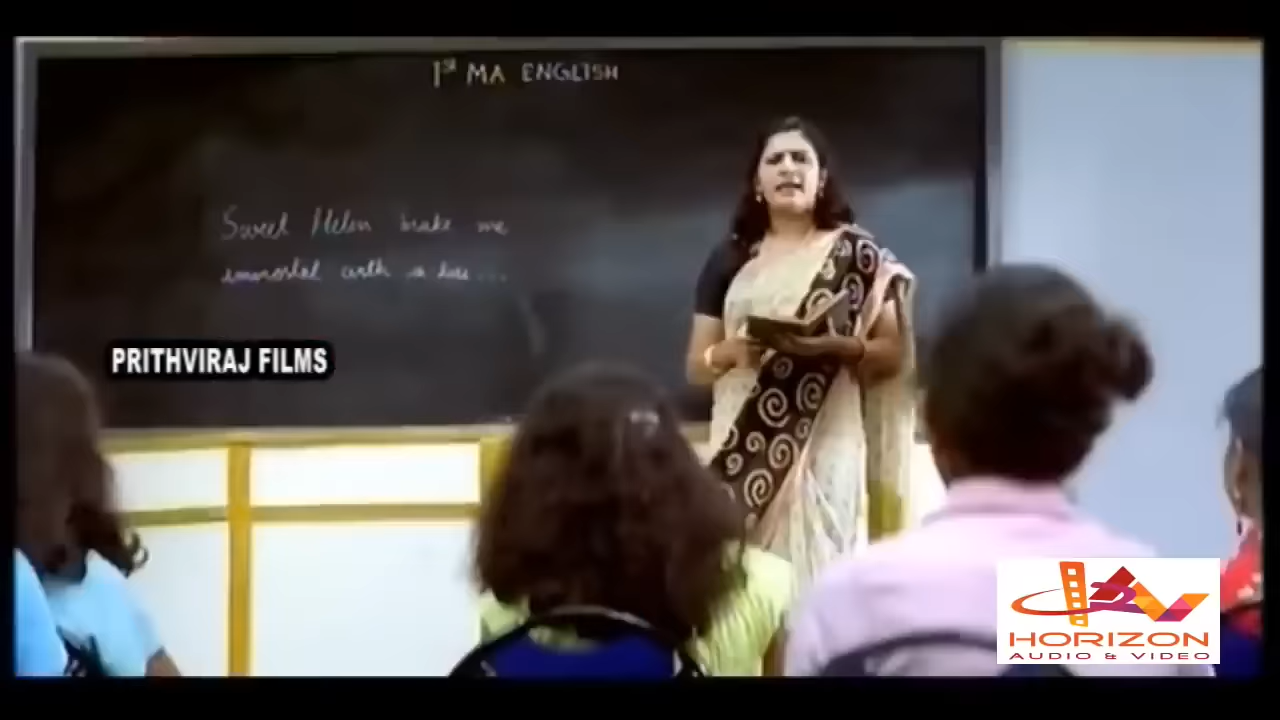 1st MA ENGLISH
Sweet Helen make me
immortal with a kiss...
PRITHVIRAJ FILMS
HORIZON
AUDIO & VIDEO